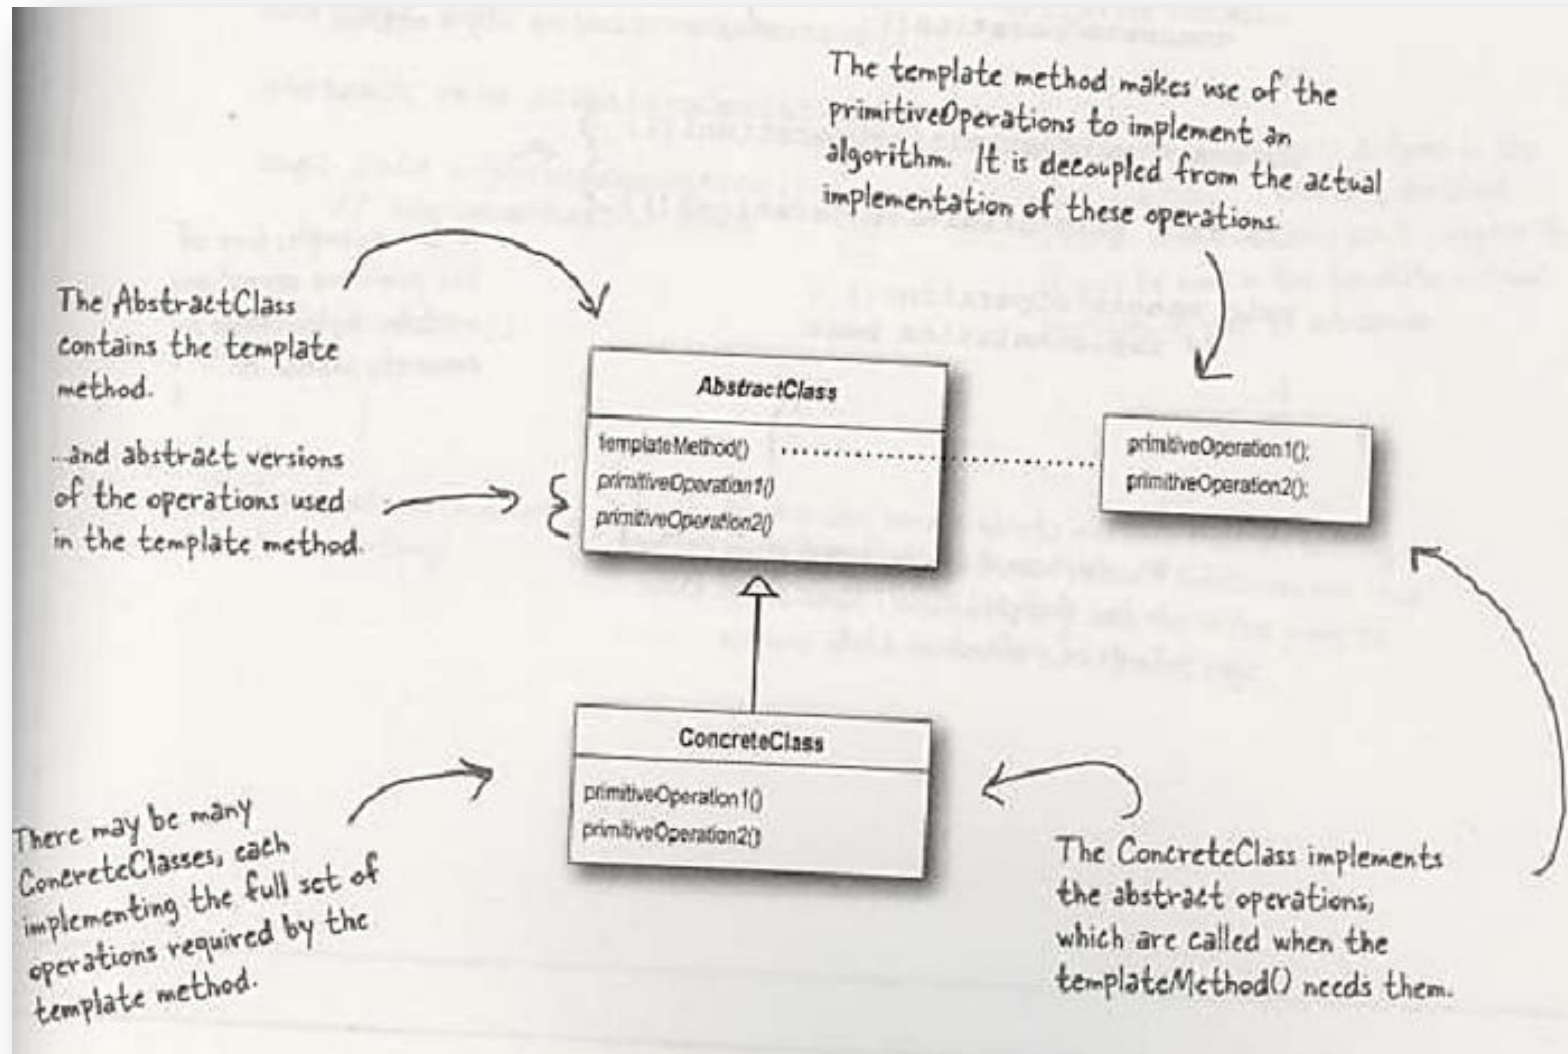 The template method makes use of the
primitiveOperations to implement an
algorithm. It is decoupled from the actual
implementation of these operations.
The AbstractClass
contains the template
method.
...and abstract versions
of the operations used
in the template method.
AbstractClass
templateMethod()
primitiveOperation1()
primitiveOperation2()
primitiveOperation1();
primitiveOperation2();
ConcreteClass
primitiveOperation1()
primitiveOperation2()
There may be many
ConcreteClasses, each
implementing the full set of
operations required by the
template method.
The ConcreteClass implements
the abstract operations,
which are called when the
templateMethod() needs them.